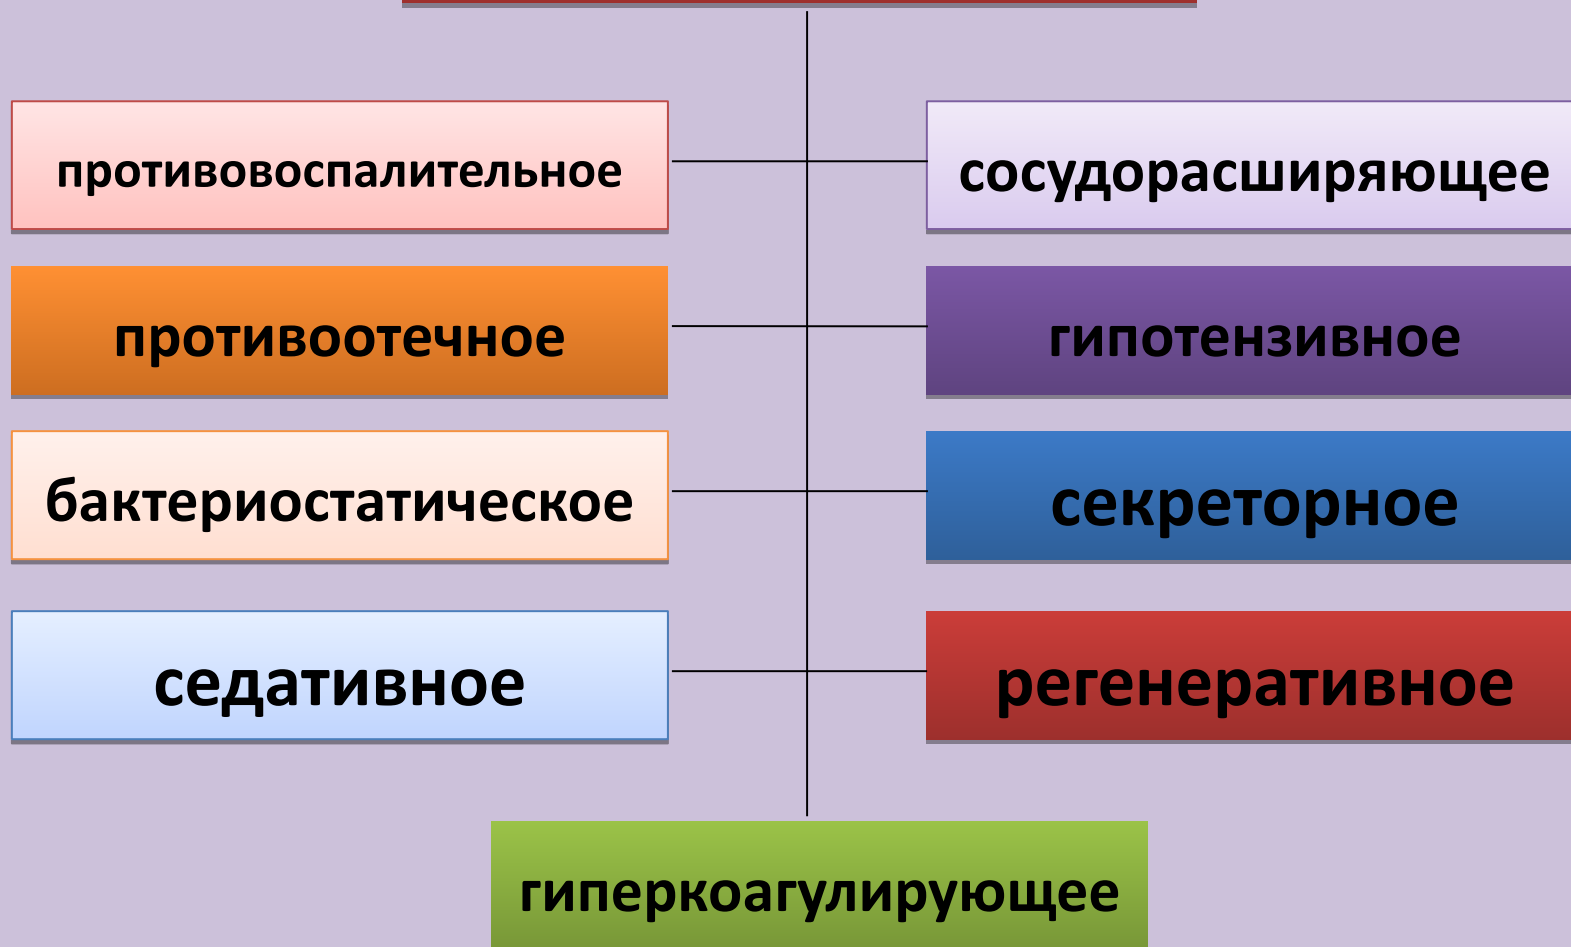 противовоспалительное
сосудорасширяющее
противоотечное
гипотензивное
бактериостатическое
секреторное
седативное
регенеративное
гиперкоагулирующее